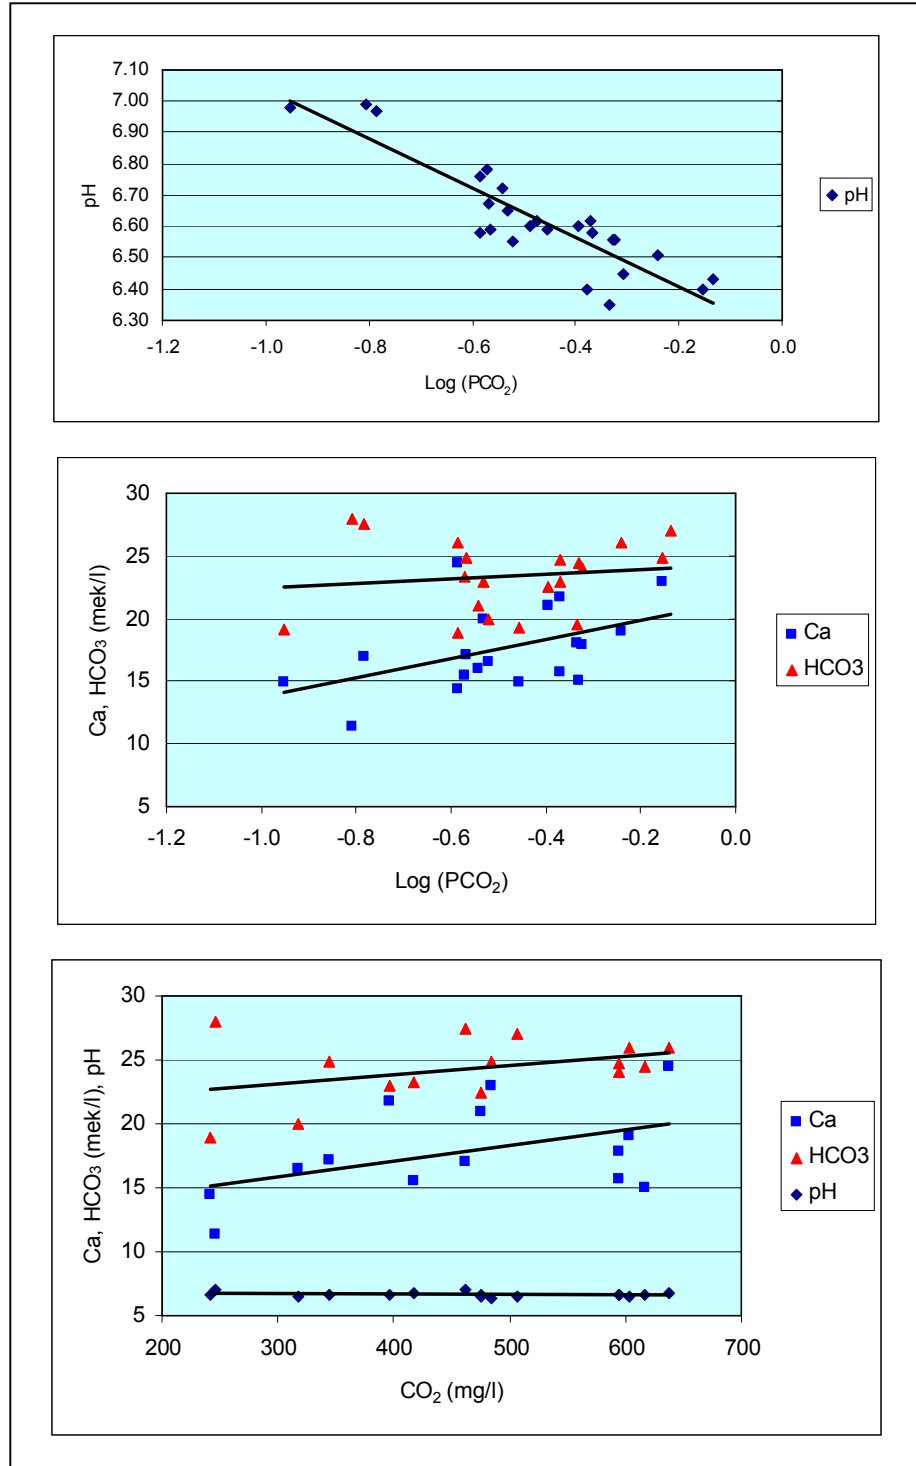 7.10
7.00
6.90
6.80
6.70
6.60
6.50
6.40
6.30
pH
-1.2 -1.0 -0.8 -0.6 -0.4 -0.2 0.0
Log (PCO₂)
pH
30
25
20
15
10
5
Ca, HCO₃ (mek/l)
-1.2 -1.0 -0.8 -0.6 -0.4 -0.2 0.0
Log (PCO₂)
Ca
HCO3
30
25
20
15
10
5
Ca, HCO₃ (mek/l), pH
200 300 400 500 600 700
CO₂ (mg/l)
Ca
HCO3
pH